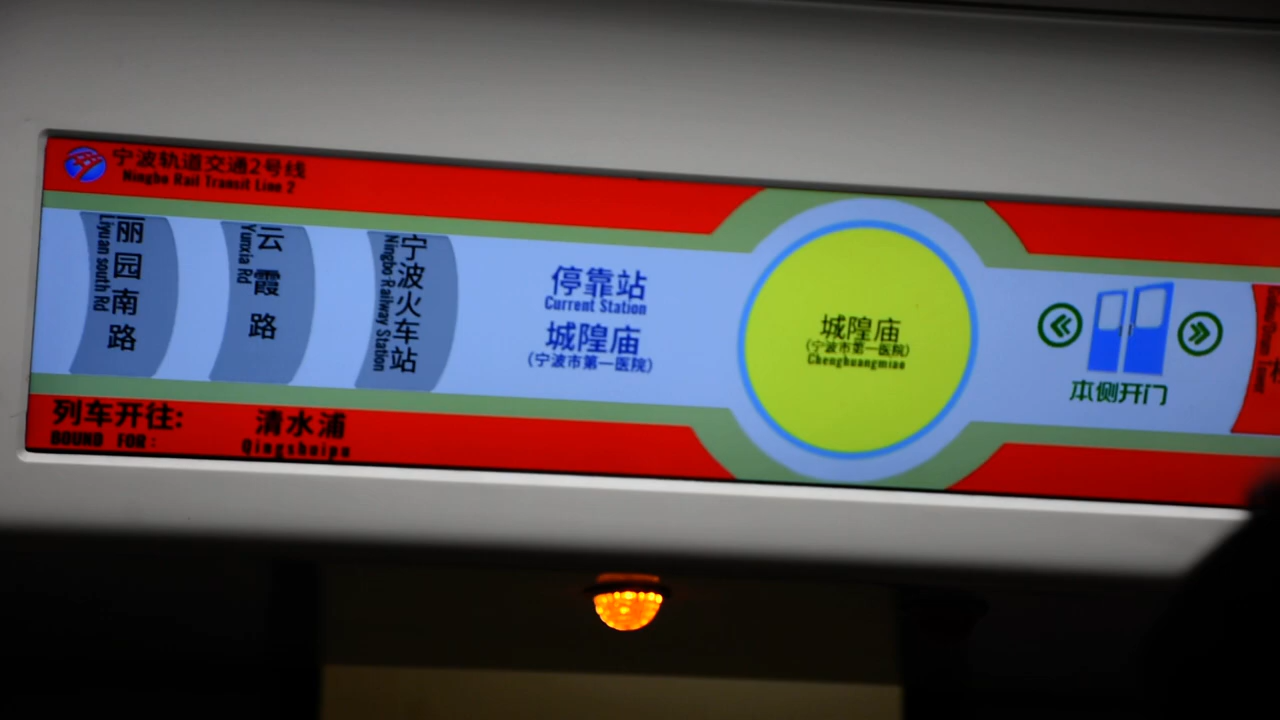 宁波轨道交通2号线
Ningbo Rail Transit Line 2
丽园南路
Liyuan south Rd
云霞路
Yunxia Rd
宁波火车站
Ningbo Railway Station
停靠站
Current Station
城隍庙
(宁波市第一医院)
城隍庙
(宁波市第一医院)
Chenghuangmiao
本侧开门
列车开往:
BOUND FOR:
清水浦
Qingshuipu